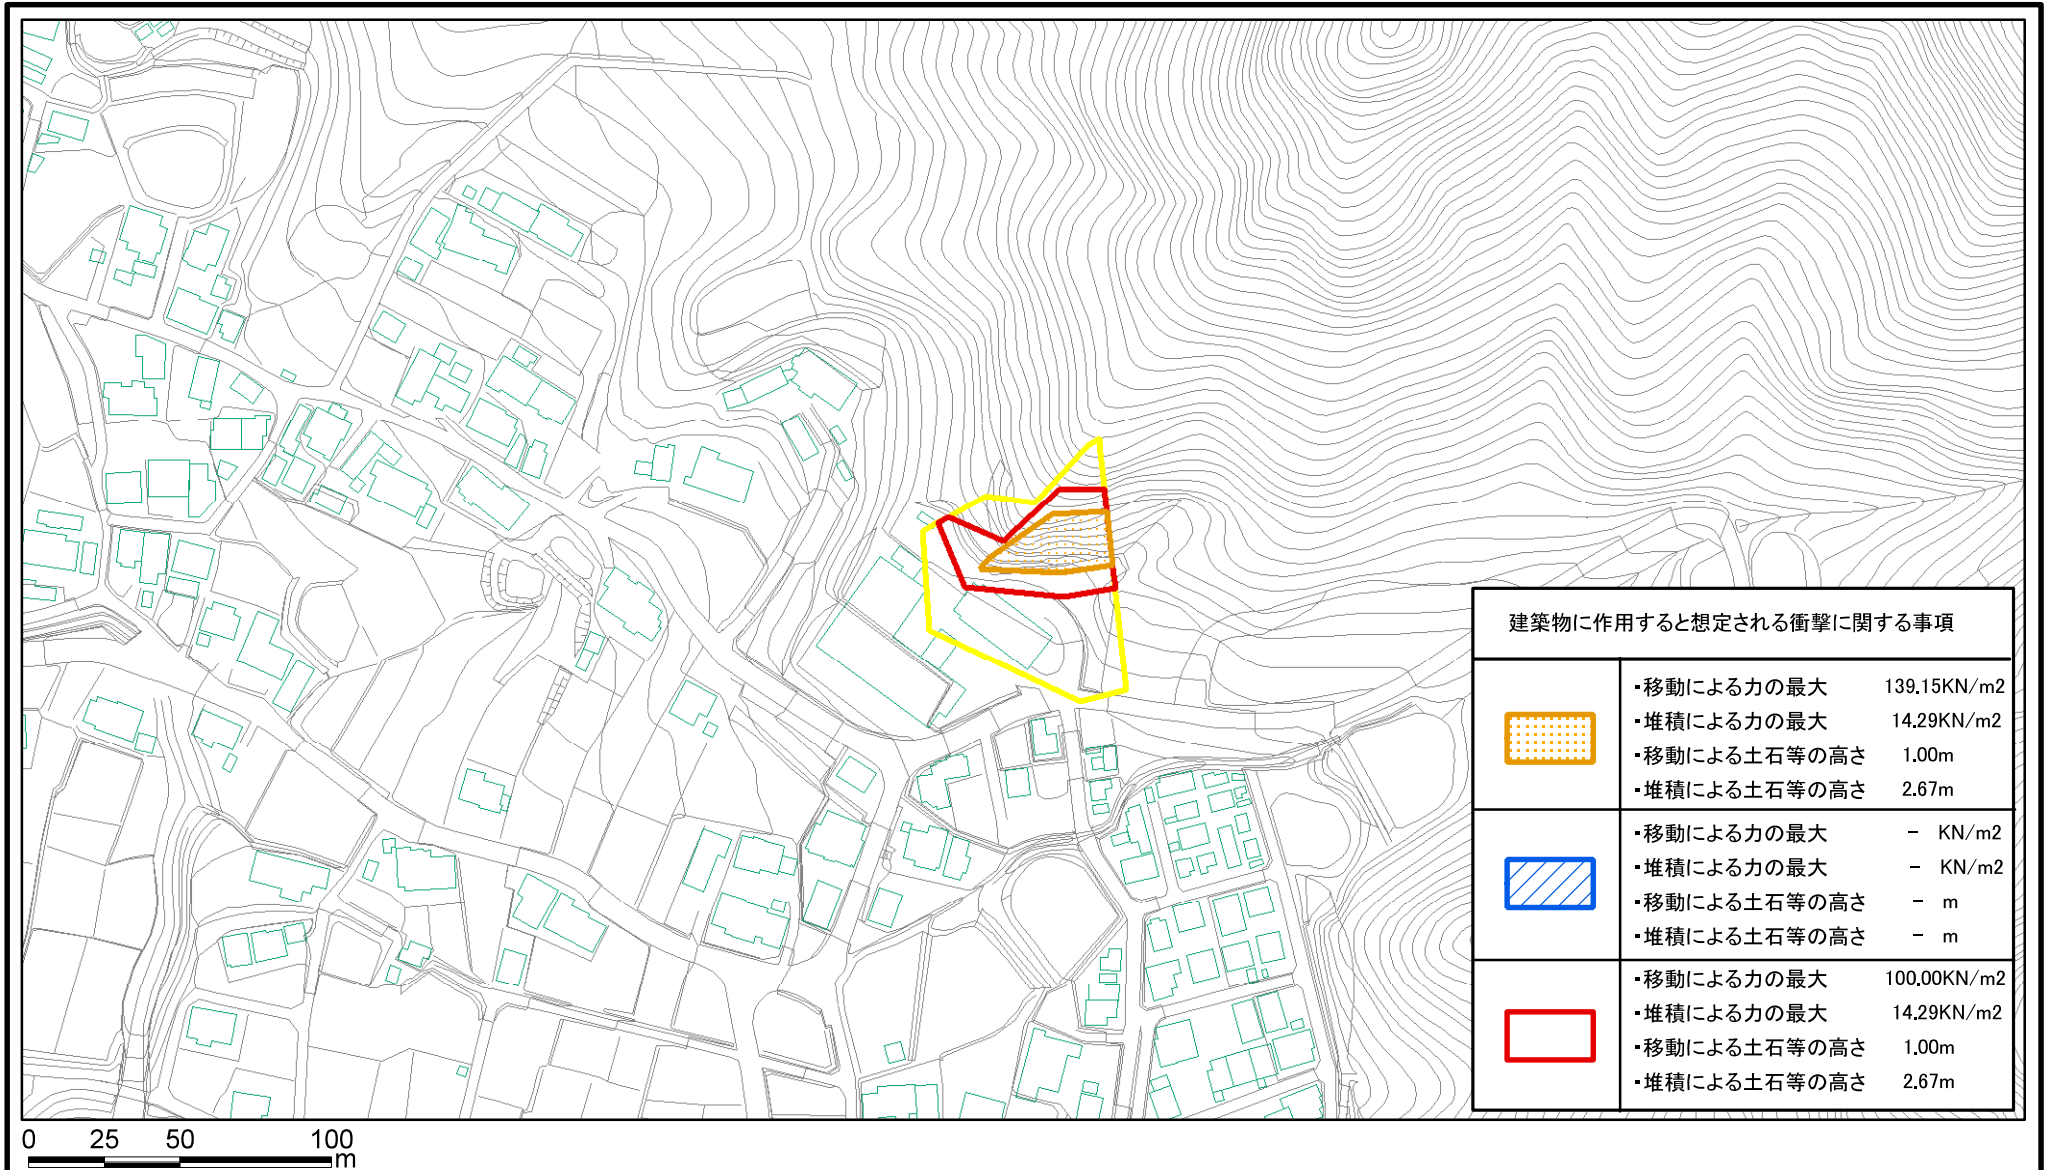 建築物に作用すると想定される衝撃に関する事項
・移動による力の最大 139.15KN/m2
・堆積による力の最大 14.29KN/m2
・移動による土石等の高さ 1.00m
・堆積による土石等の高さ 2.67m
・移動による力の最大 - KN/m2
・堆積による力の最大 - KN/m2
・移動による土石等の高さ - m
・堆積による土石等の高さ - m
・移動による力の最大 100.00KN/m2
・堆積による力の最大 14.29KN/m2
・移動による土石等の高さ 1.00m
・堆積による土石等の高さ 2.67m
0 25 50 100
m